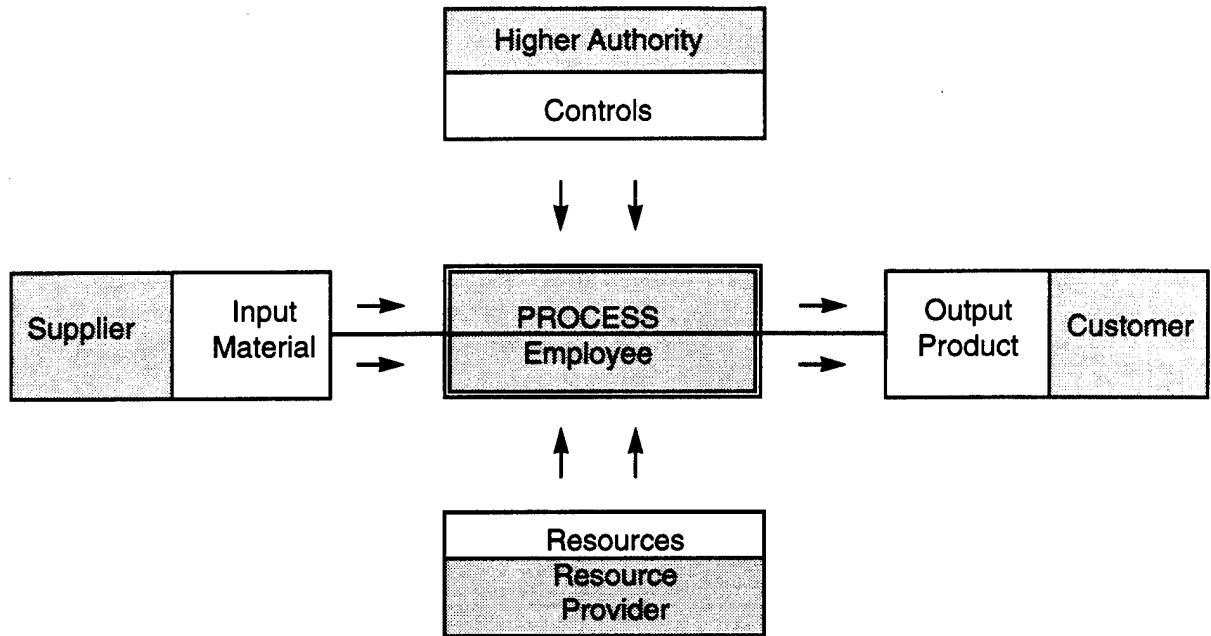 Higher Authority
Controls
Supplier
Input
Material
PROCESS
Employee
Output
Product
Customer
Resources
Resource
Provider